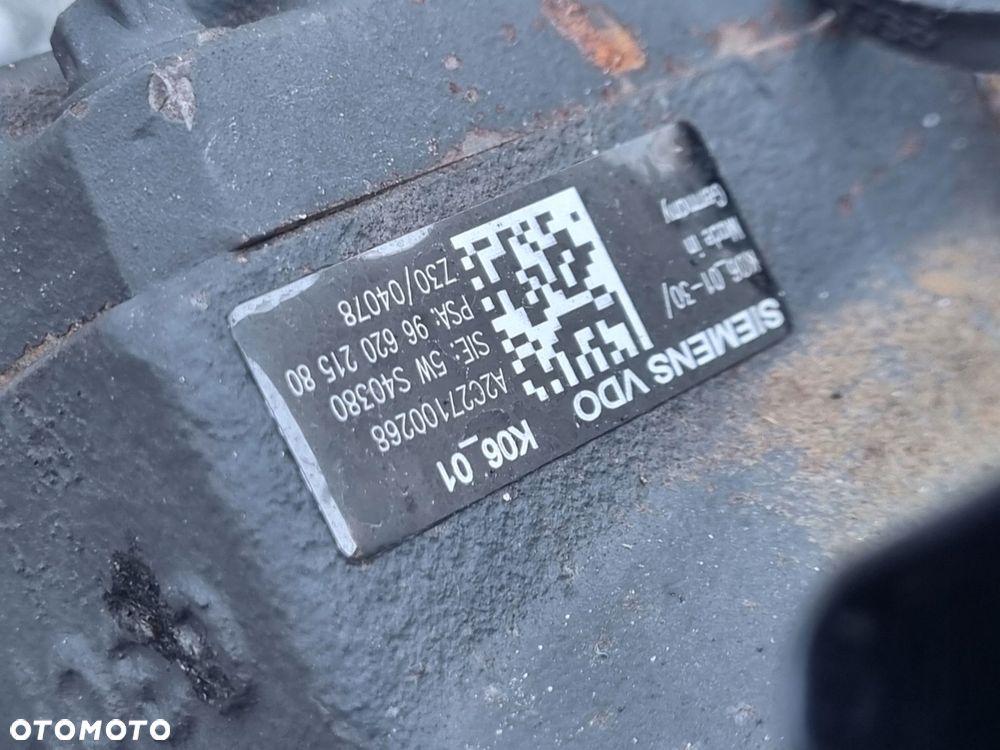 SIEMENS VDO
K06_01
K06_01-30/
Made in
Germany
A2C27100268
SIE: 5W S40380
PSA: 96 620 215 80
Z30/04078
OTOMOTO